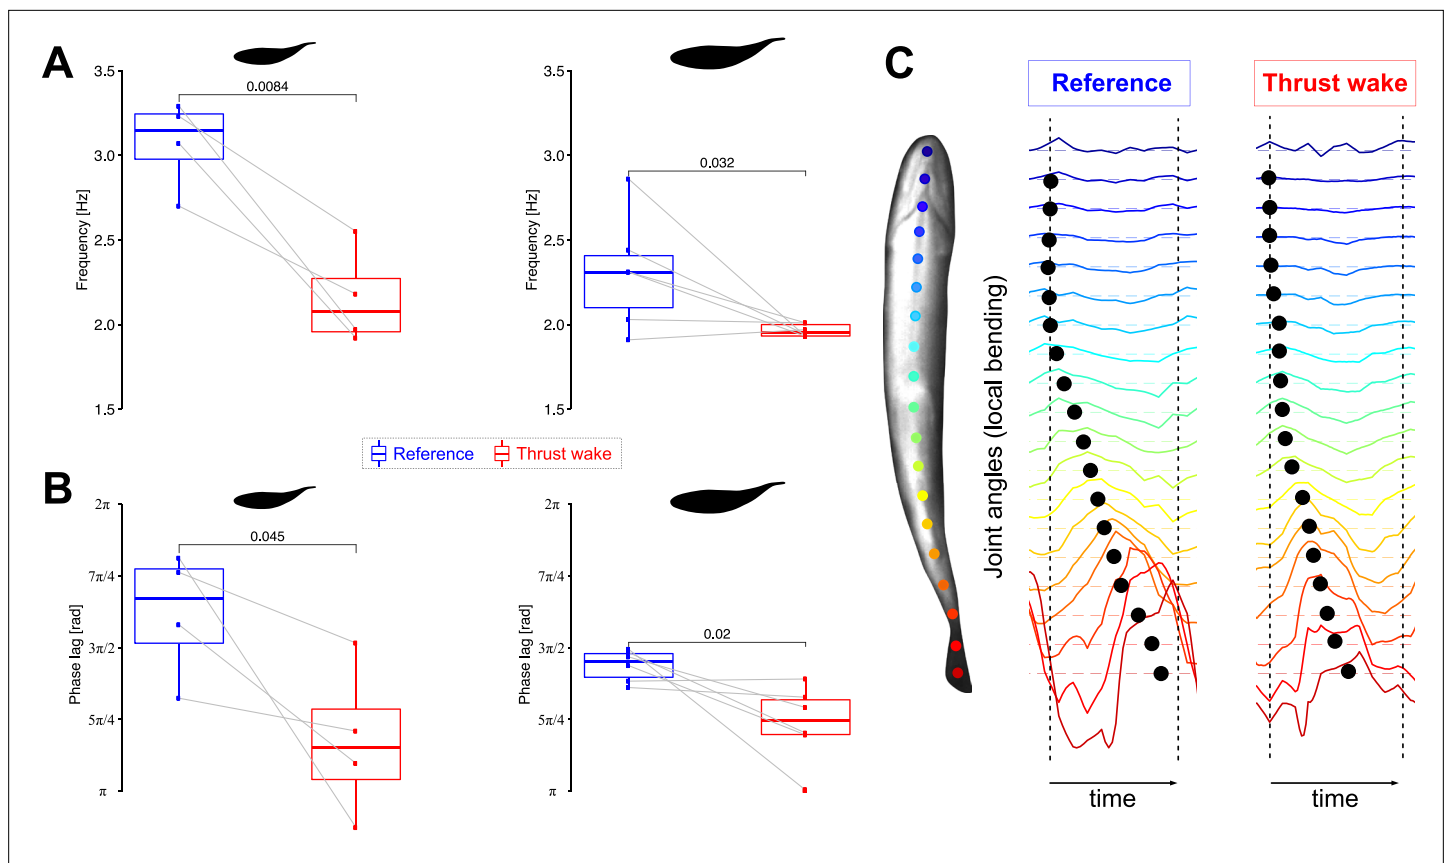 A
3.5
3.0
2.5
2.0
1.5
Frequency [Hz]
0.0084
3.5
3.0
2.5
2.0
1.5
Frequency [Hz]
0.032
Reference
Thrust wake
B
2π
7π/4
3π/2
5π/4
π
Phase lag [rad]
0.045
2π
7π/4
3π/2
5π/4
π
Phase lag [rad]
0.02
C
Reference
Thrust wake
Joint angles (local bending)
time
time